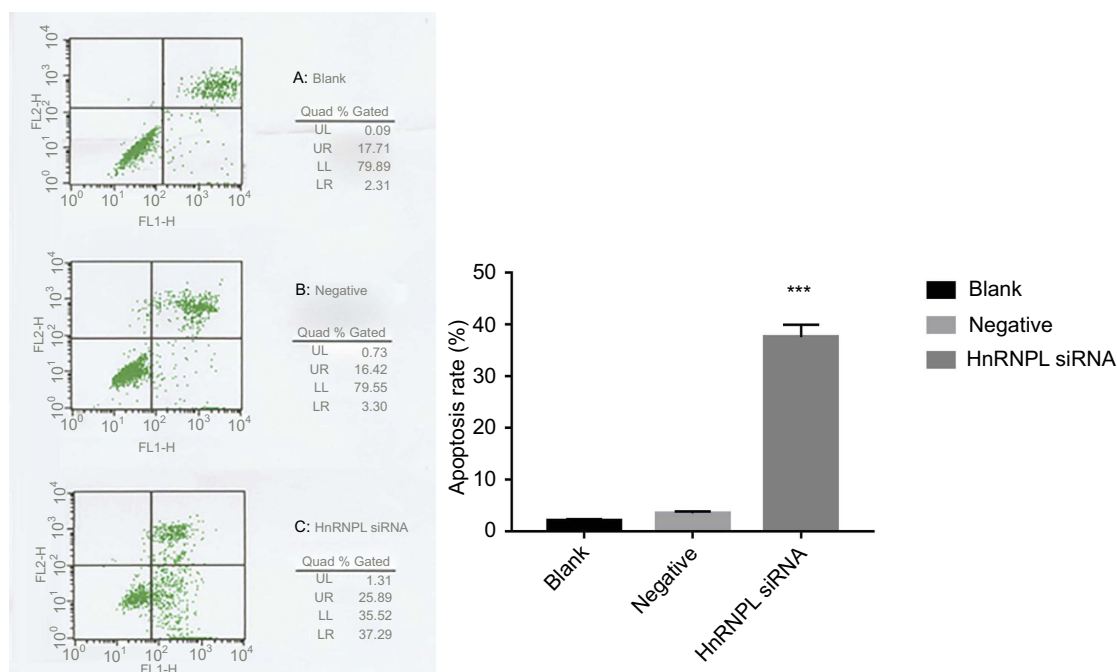 10^4
10^3
10^2
10^1
10^0
FL2-H
10^0 10^1 10^2 10^3 10^4
FL1-H
A: Blank
Quad % Gated
UL 0.09
UR 17.71
LL 79.89
LR 2.31
10^4
10^3
10^2
10^1
10^0
FL2-H
10^0 10^1 10^2 10^3 10^4
FL1-H
B: Negative
Quad % Gated
UL 0.73
UR 16.42
LL 79.55
LR 3.30
10^4
10^3
10^2
10^1
10^0
FL2-H
10^0 10^1 10^2 10^3 10^4
FL1-H
C: HnRNPL siRNA
Quad % Gated
UL 1.31
UR 25.89
LL 35.52
LR 37.29
Apoptosis rate (%)
50
40
30
20
10
0
***
Blank
Negative
HnRNPL siRNA
Blank
Negative
HnRNPL siRNA